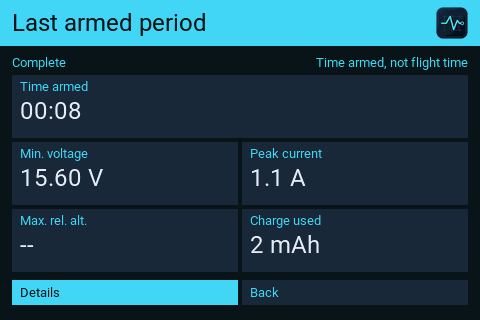 Last armed period
Complete
Time armed, not flight time
Time armed
00:08
Min. voltage
15.60 V
Peak current
1.1 A
Max. rel. alt.
--
Charge used
2 mAh
Details
Back